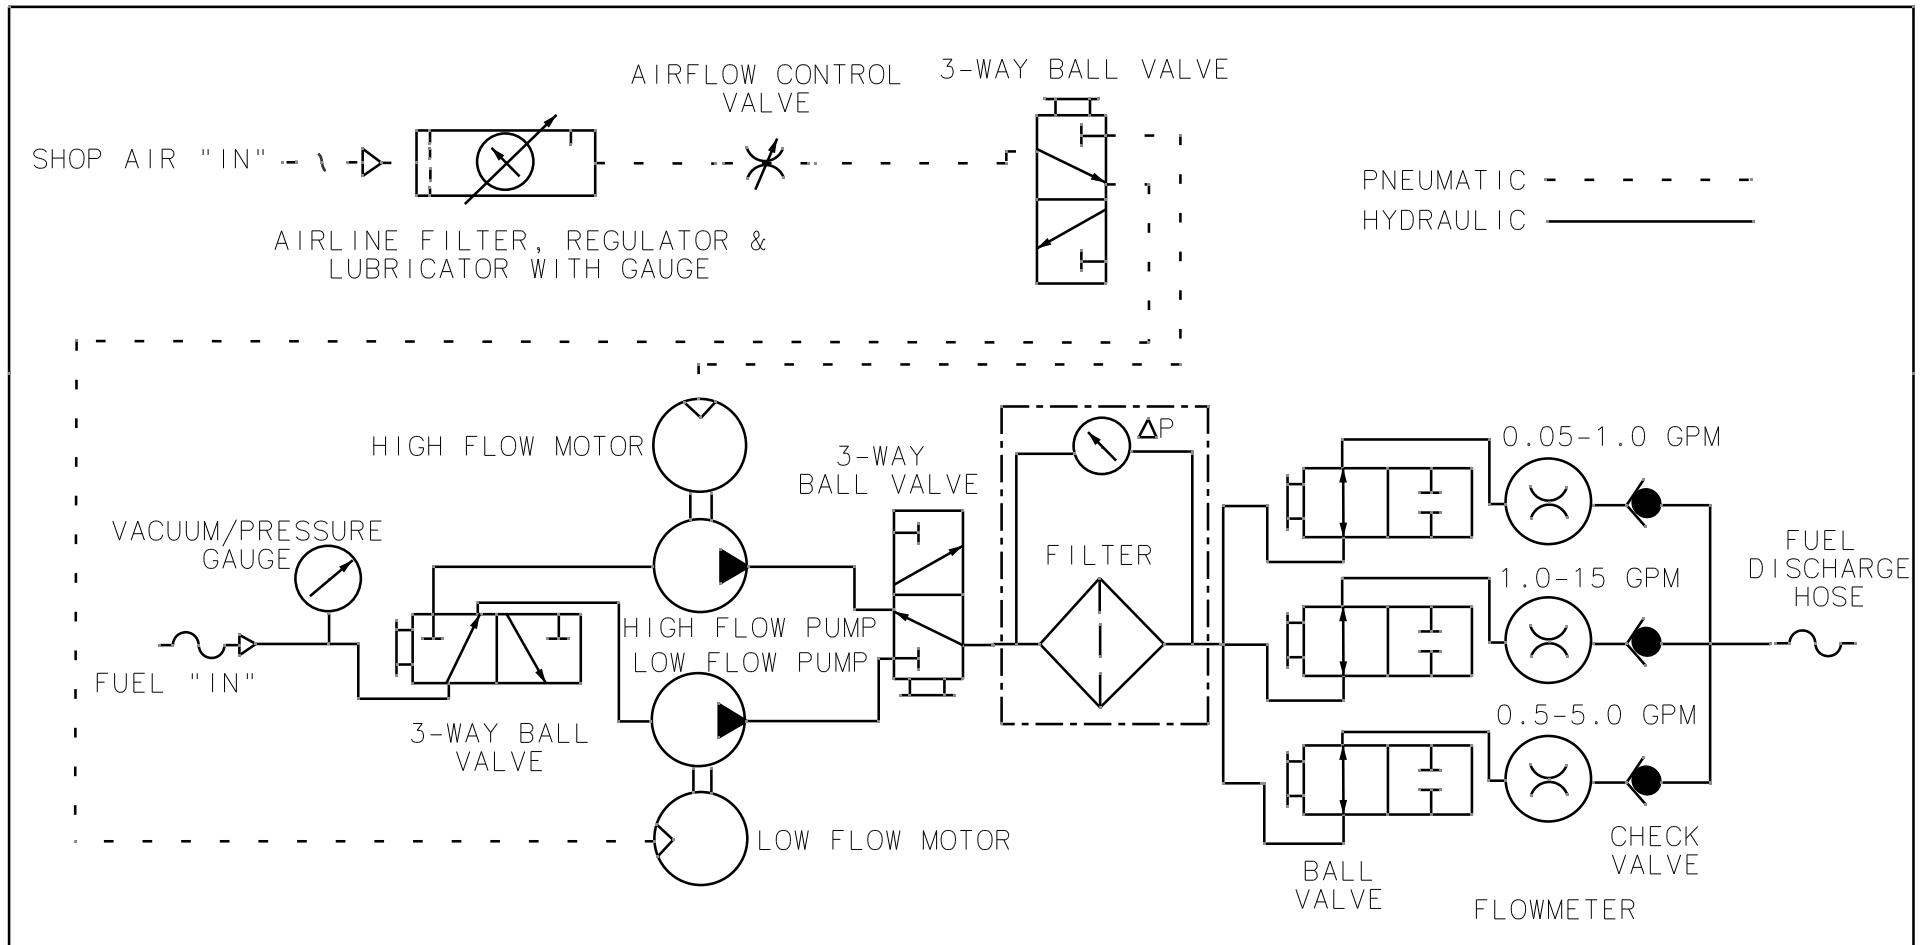 AIRFLOW CONTROL
VALVE
3-WAY BALL VALVE
SHOP AIR "IN"
AIRLINE FILTER, REGULATOR &
LUBRICATOR WITH GAUGE
PNEUMATIC
HYDRAULIC
HIGH FLOW MOTOR
3-WAY
BALL VALVE
ΔP
0.05-1.0 GPM
VACUUM/PRESSURE
GAUGE
FILTER
FUEL
DISCHARGE
HOSE
1.0-15 GPM
HIGH FLOW PUMP
LOW FLOW PUMP
FUEL "IN"
3-WAY BALL
VALVE
0.5-5.0 GPM
LOW FLOW MOTOR
CHECK
VALVE
BALL
VALVE
FLOWMETER